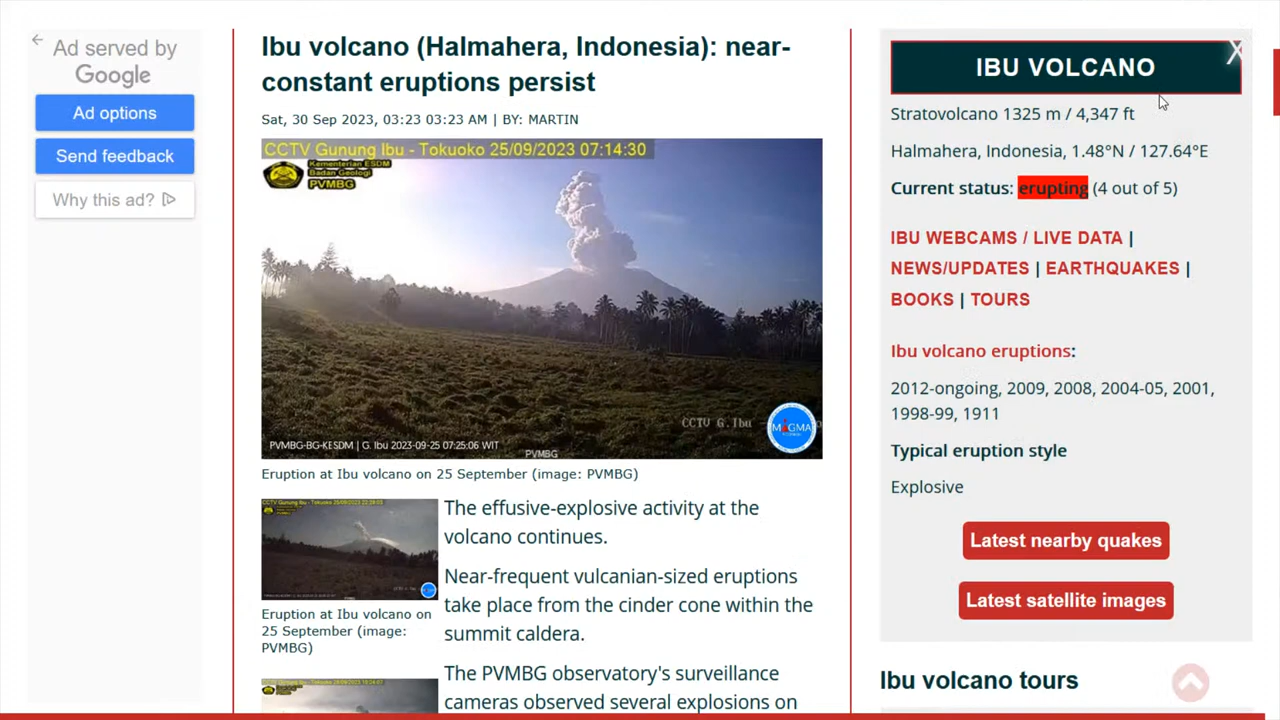 Ad served by
Google
Ad options
Send feedback
Why this ad?
Ibu volcano (Halmahera, Indonesia): near-
constant eruptions persist
Sat, 30 Sep 2023, 03:23 03:23 AM | BY: MARTIN
CCTV Gunung Ibu - Tokuoko 25/09/2023 07:14:30
Kementerian ESDM
Badan Geologi
PVMBG
CCTV G.Ibu
MAGMA
PVMBG-BG-KESDM | G. Ibu 2023-09-25 07:25:06 WIT
PVMBG
Eruption at Ibu volcano on 25 September (image: PVMBG)
Eruption at Ibu volcano on
25 September (image:
PVMBG)
The effusive-explosive activity at the
volcano continues.
Near-frequent vulcanian-sized eruptions
take place from the cinder cone within the
summit caldera.
The PVMBG observatory's surveillance
cameras observed several explosions on
X
IBU VOLCANO
Stratovolcano 1325 m / 4,347 ft
Halmahera, Indonesia, 1.48°N / 127.64°E
Current status: erupting (4 out of 5)
IBU WEBCAMS / LIVE DATA |
NEWS/UPDATES | EARTHQUAKES |
BOOKS | TOURS
Ibu volcano eruptions:
2012-ongoing, 2009, 2008, 2004-05, 2001,
1998-99, 1911
Typical eruption style
Explosive
Latest nearby quakes
Latest satellite images
Ibu volcano tours